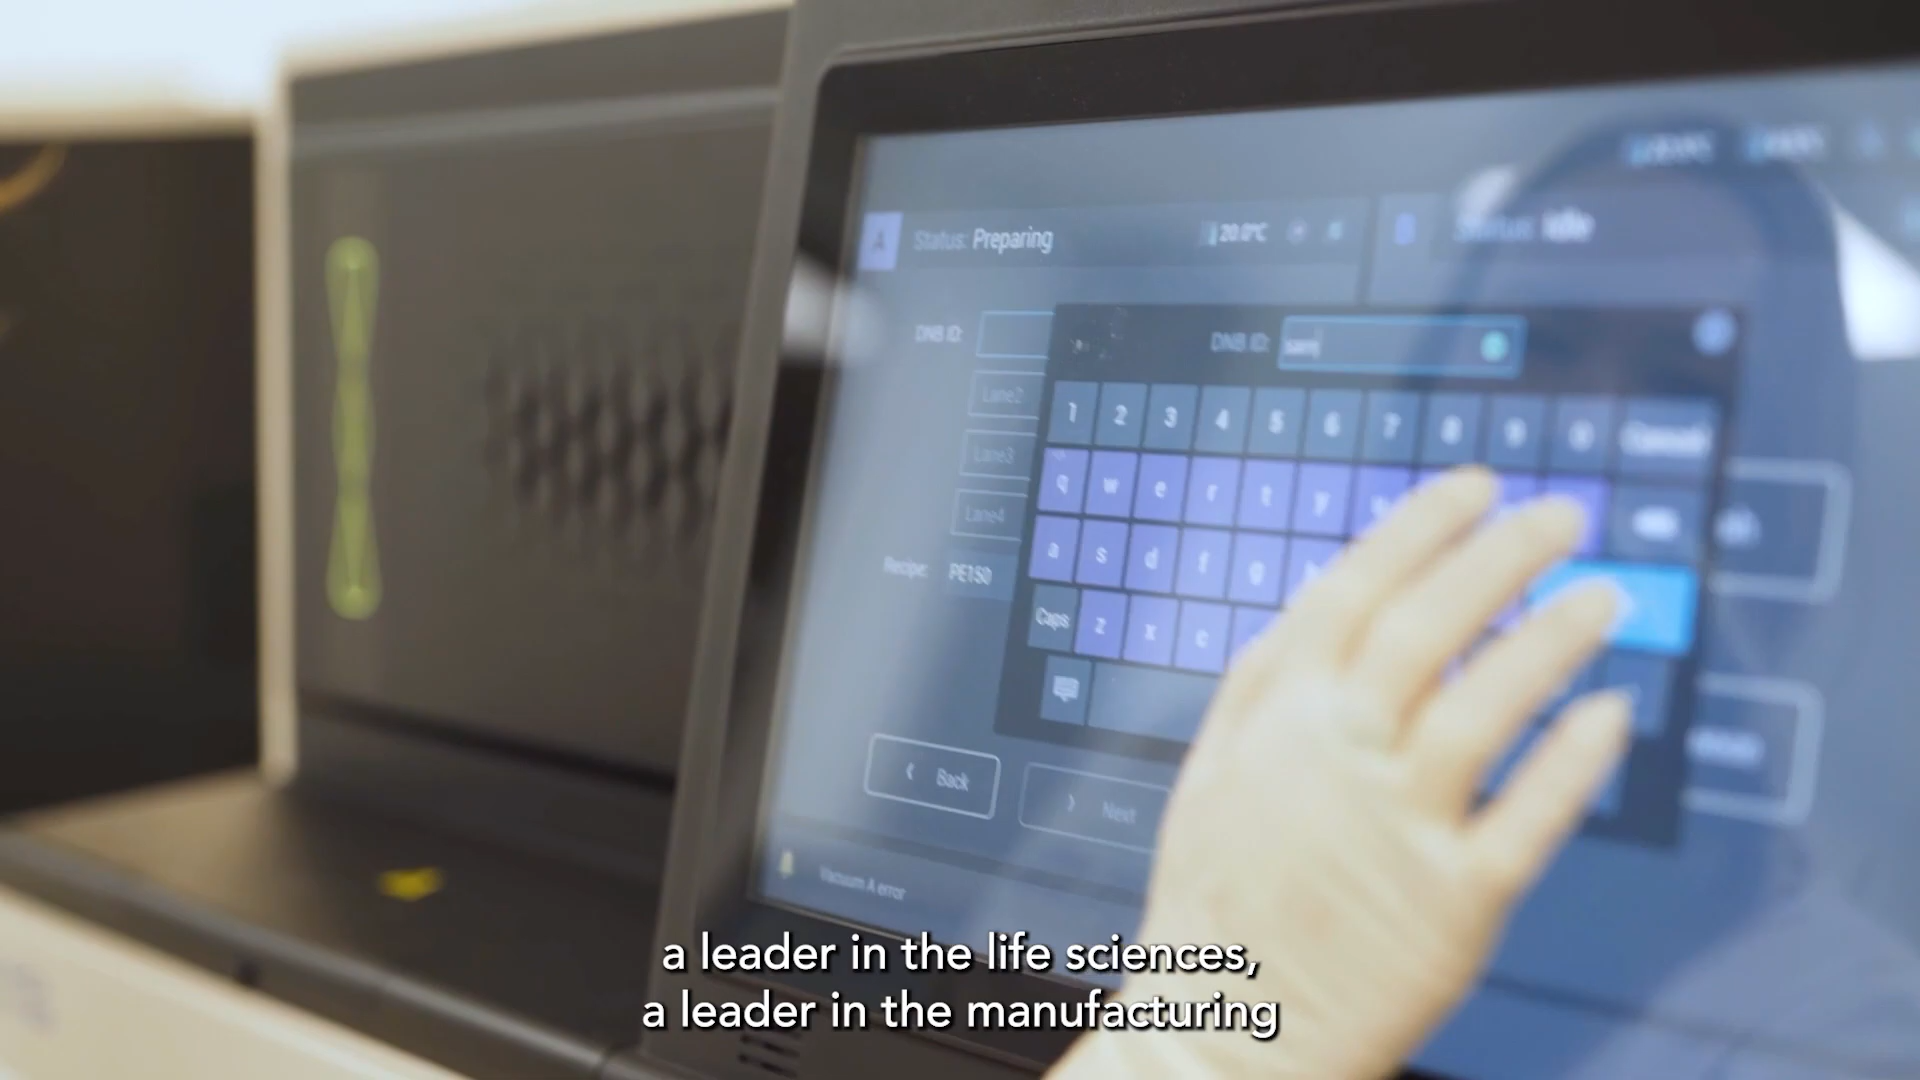 Status: Preparing
20.0°C
Status: Idle
DNB ID:
DNB ID:
Lane2
1 2 3 4 5 6 7 8 9 0 Cancel
Lane3
q w e r t y
Lane4
a s d f g
Recipe: PE150
Caps z x c
Back
Next
Vacuum A error
a leader in the life sciences,
a leader in the manufacturing